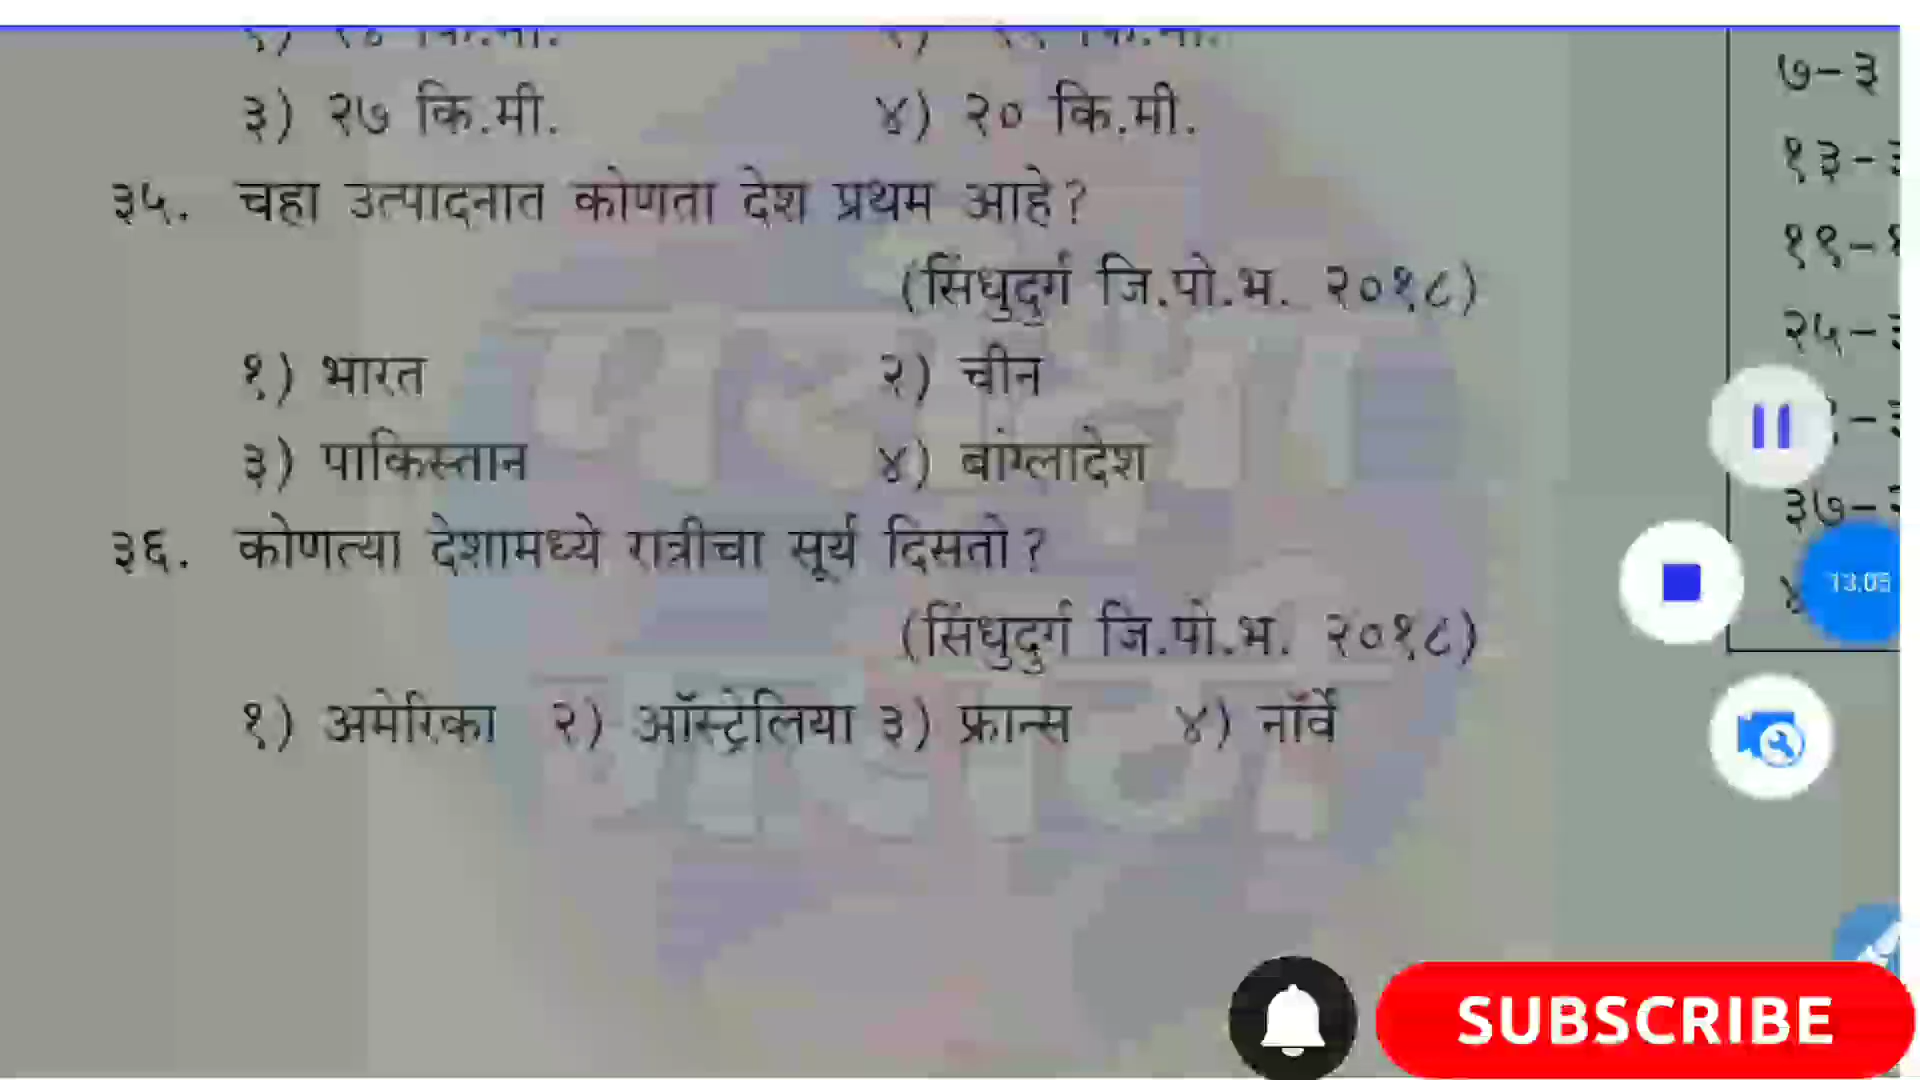 ३) २७ कि.मी. ४) २० कि.मी.
३५. चहा उत्पादनात कोणता देश प्रथम आहे?
(सिंधुदुर्ग जि.पो.भ. २०१८)
१) भारत २) चीन
३) पाकिस्तान ४) बांग्लादेश
३६. कोणत्या देशामध्ये रात्रीचा सूर्य दिसतो?
(सिंधुदुर्ग जि.पो.भ. २०१८)
१) अमेरिका २) ऑस्ट्रेलिया ३) फ्रान्स ४) नॉर्वे
७-३
१३-
१९-
२५-
३७-
13:05
SUBSCRIBE